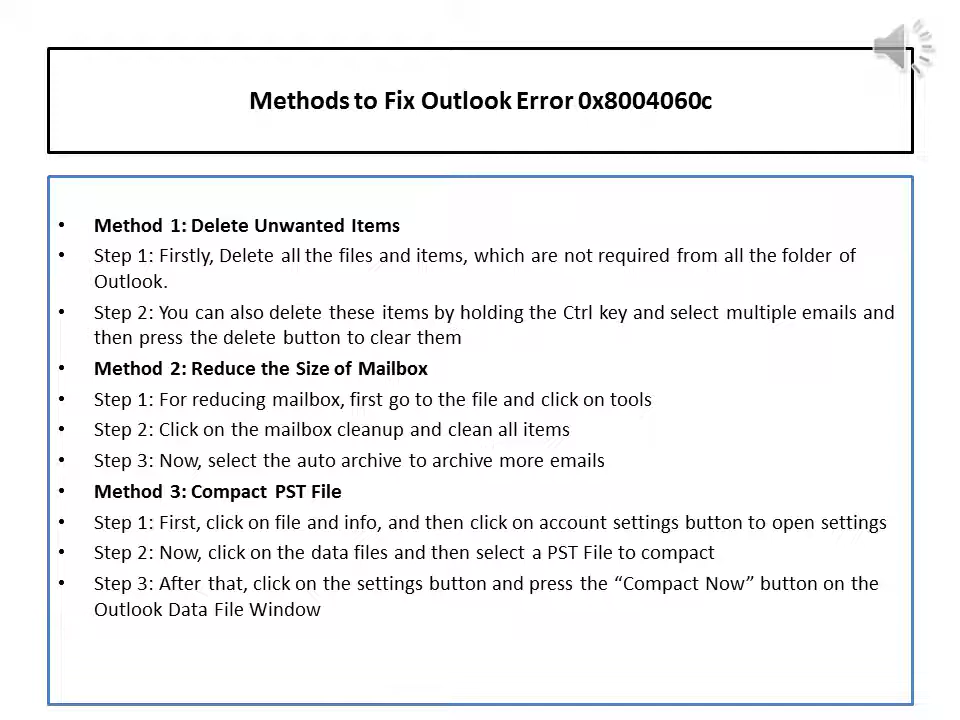 Methods to Fix Outlook Error 0x8004060c
• Method 1: Delete Unwanted Items
• Step 1: Firstly, Delete all the files and items, which are not required from all the folder of
Outlook.
• Step 2: You can also delete these items by holding the Ctrl key and select multiple emails and
then press the delete button to clear them
• Method 2: Reduce the Size of Mailbox
• Step 1: For reducing mailbox, first go to the file and click on tools
• Step 2: Click on the mailbox cleanup and clean all items
• Step 3: Now, select the auto archive to archive more emails
• Method 3: Compact PST File
• Step 1: First, click on file and info, and then click on account settings button to open settings
• Step 2: Now, click on the data files and then select a PST File to compact
• Step 3: After that, click on the settings button and press the “Compact Now” button on the
Outlook Data File Window